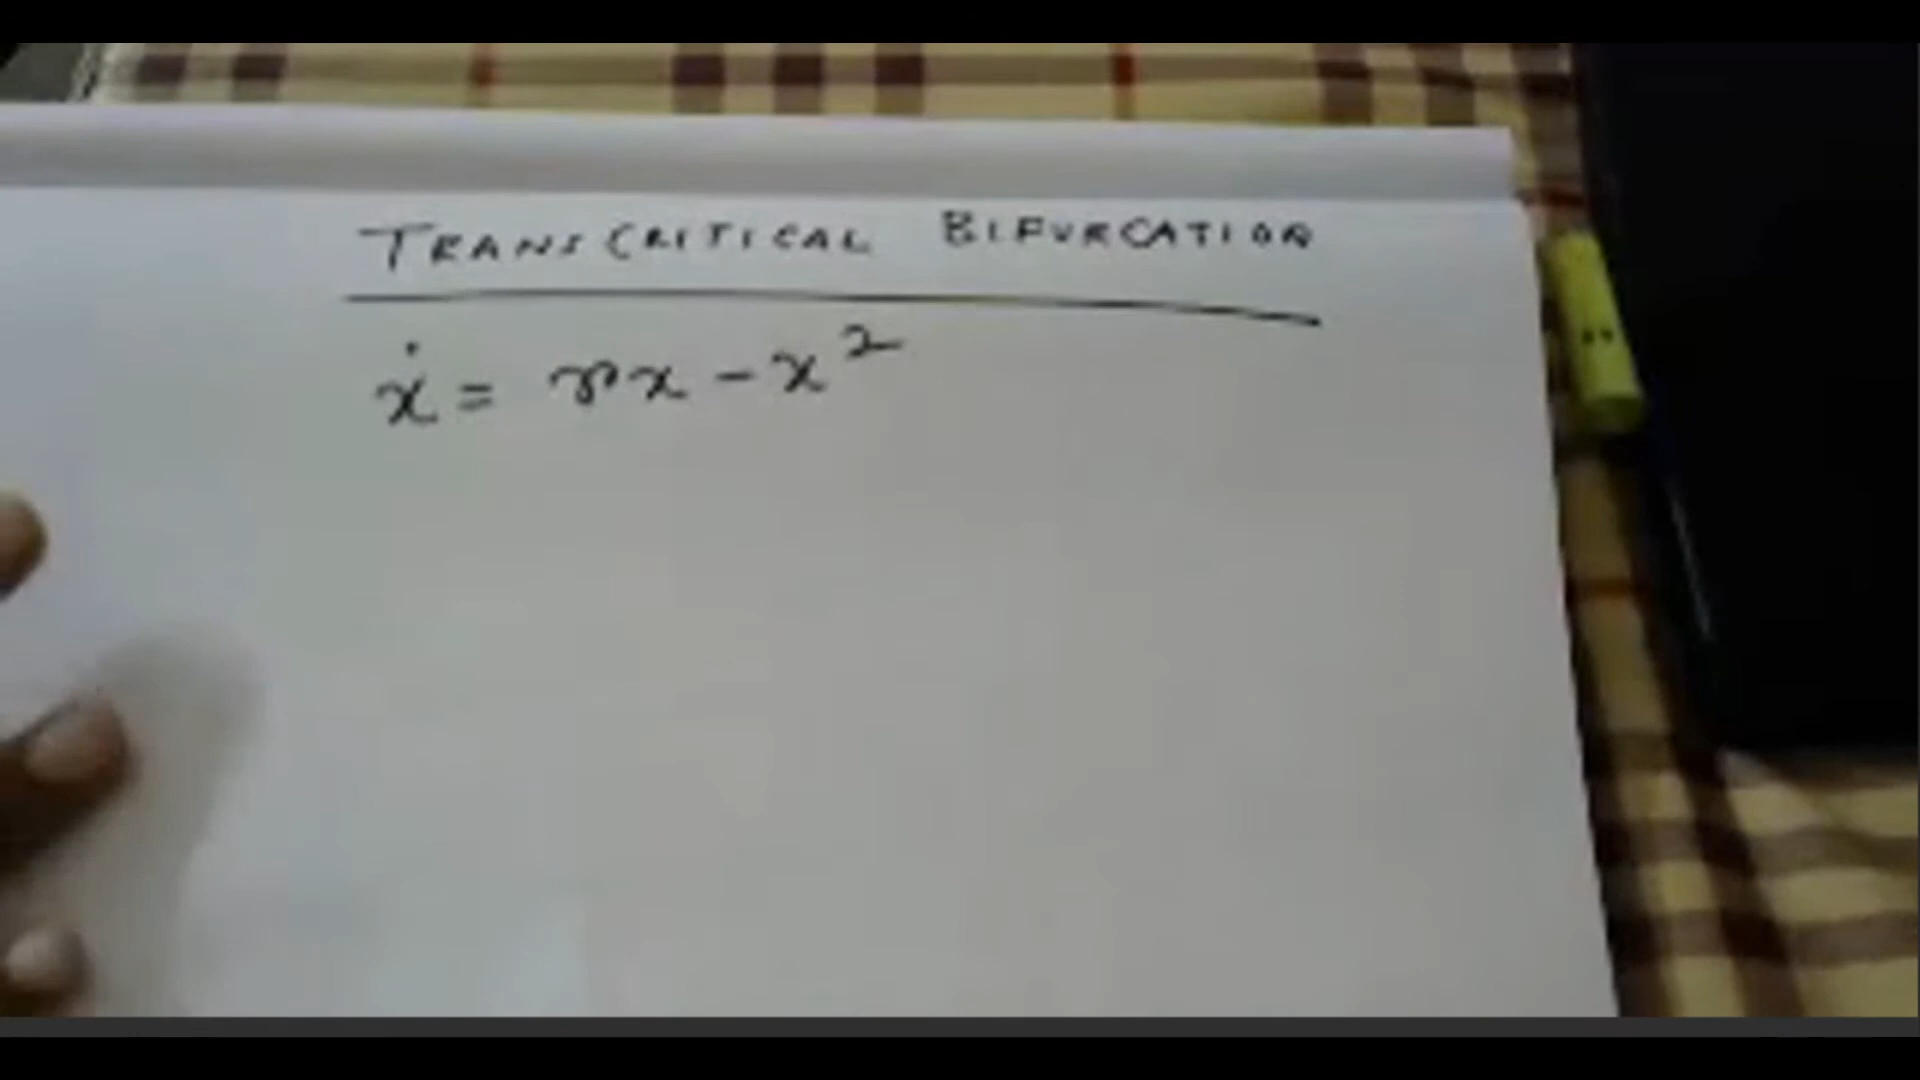 TRANSCRITICAL BIFURCATION
ẋ = rx - x²